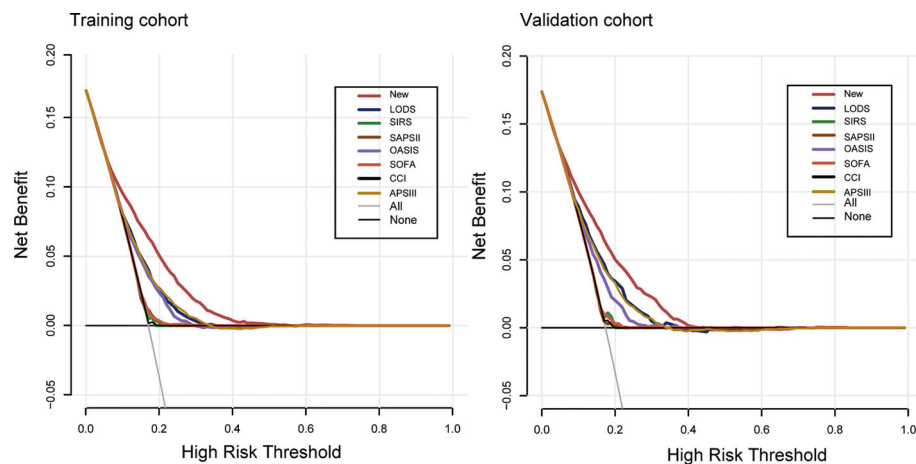 Training cohort
Net Benefit
0.20
0.15
0.10
0.05
0.00
−0.05
New
LODS
SIRS
SAPSII
OASIS
SOFA
CCI
APSIII
All
None
0.0 0.2 0.4 0.6 0.8 1.0
High Risk Threshold
Validation cohort
Net Benefit
0.20
0.15
0.10
0.05
0.00
−0.05
New
LODS
SIRS
SAPSII
OASIS
SOFA
CCI
APSIII
All
None
0.0 0.2 0.4 0.6 0.8 1.0
High Risk Threshold